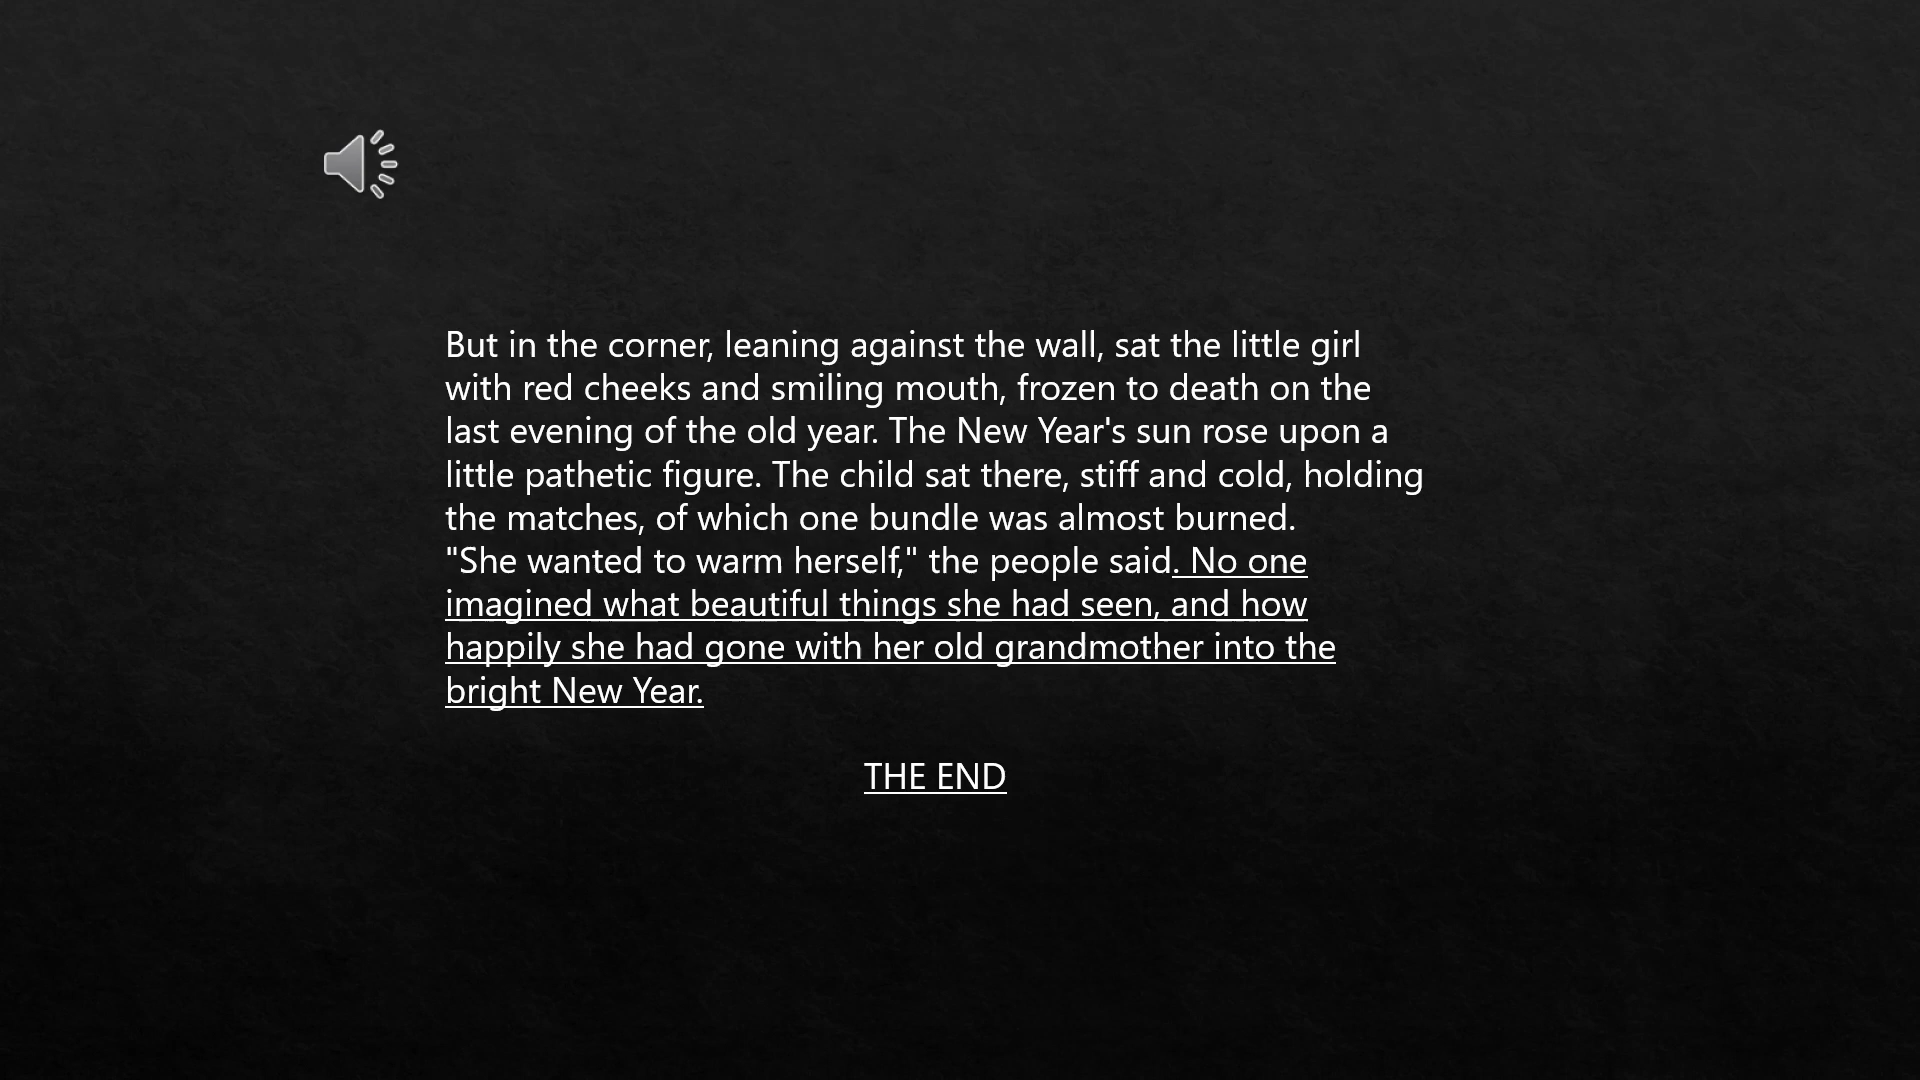 But in the corner, leaning against the wall, sat the little girl
with red cheeks and smiling mouth, frozen to death on the
last evening of the old year. The New Year's sun rose upon a
little pathetic figure. The child sat there, stiff and cold, holding
the matches, of which one bundle was almost burned.
"She wanted to warm herself," the people said. No one
imagined what beautiful things she had seen, and how
happily she had gone with her old grandmother into the
bright New Year.
THE END